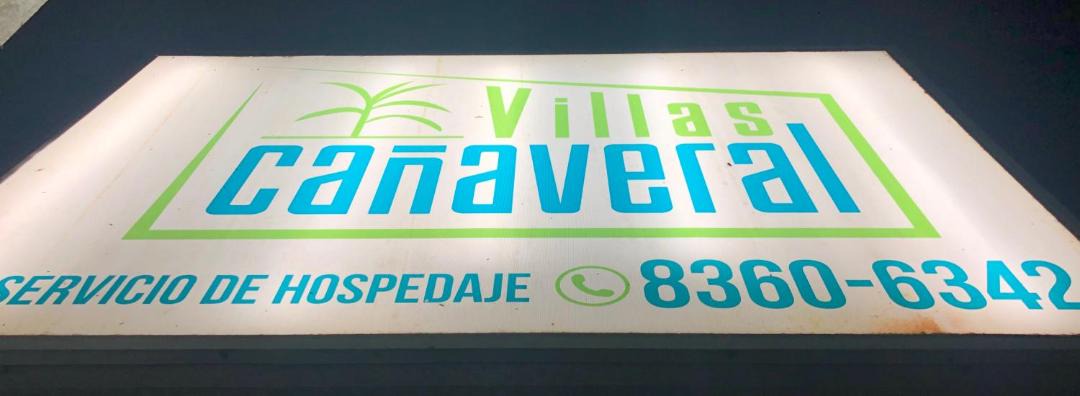 Villas
cañaveral
SERVICIO DE HOSPEDAJE 8360-6342